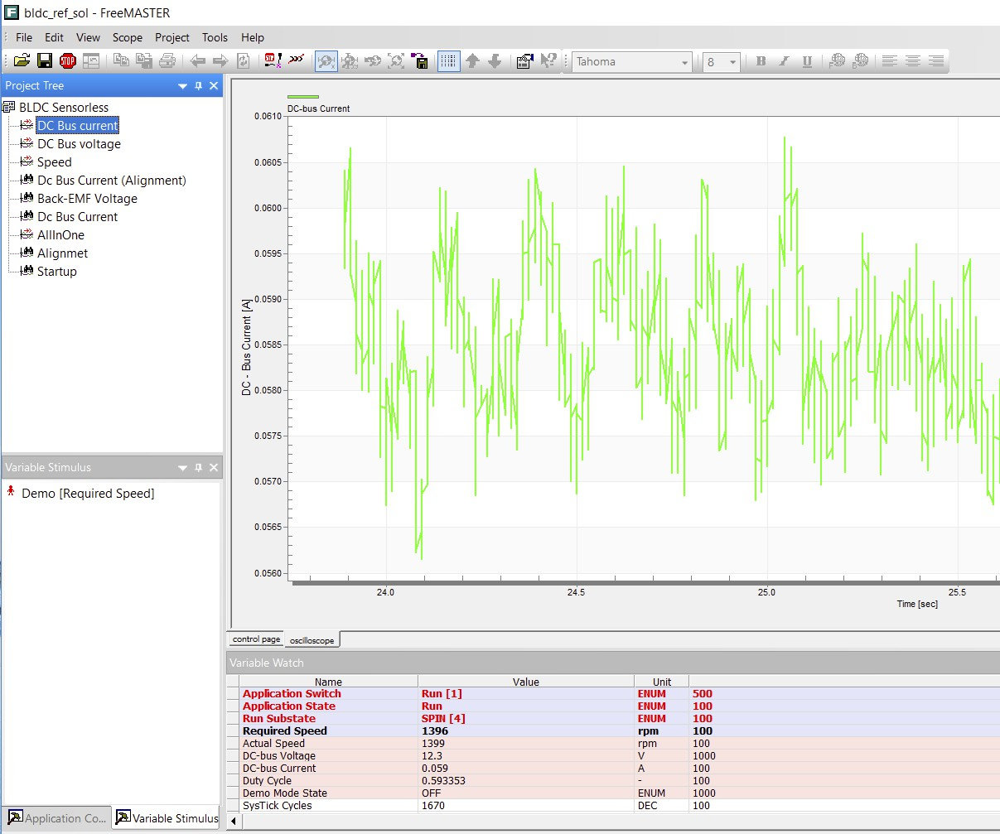 bldc_ref_sol - FreeMASTER
File Edit View Scope Project Tools Help
STOP Tahoma 8 B I U
Project Tree
BLDC Sensorless
DC Bus current
DC Bus voltage
Speed
Dc Bus Current (Alignment)
Back-EMF Voltage
Dc Bus Current
AllInOne
Alignmet
Startup
Variable Stimulus
Demo [Required Speed]
Application Co... Variable Stimulus
DC-bus Current
0.0610
0.0605
0.0600
0.0595
0.0590
0.0585
0.0580
0.0575
0.0570
0.0565
0.0560
DC - Bus Current [A]
24.0 24.5 25.0 25.5
Time [sec]
control page oscilloscope
Variable Watch
Name Value Unit
Application Switch Run [1] ENUM 500
Application State Run ENUM 100
Run Substate SPIN [4] ENUM 100
Required Speed 1396 rpm 100
Actual Speed 1399 rpm 100
DC-bus Voltage 12.3 V 1000
DC-bus Current 0.059 A 100
Duty Cycle 0.593353 - 100
Demo Mode State OFF ENUM 1000
SysTick Cycles 1670 DEC 100